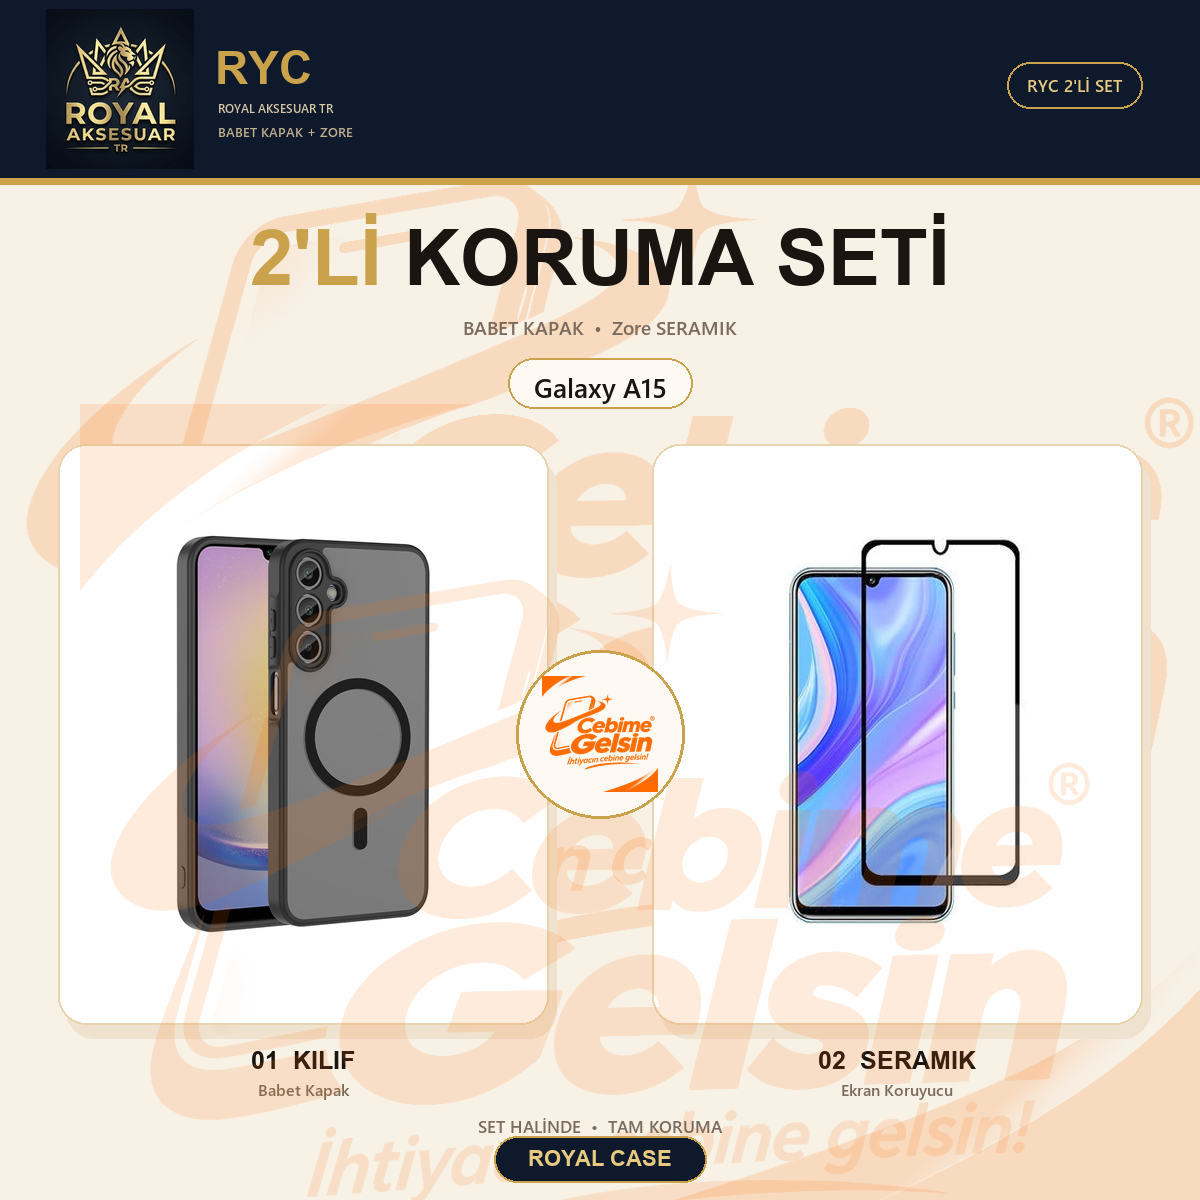 ROYAL
AKSESUAR
TR
RYC
ROYAL AKSESUAR TR
BABET KAPAK + ZORE
RYC 2'Lİ SET
2'Lİ KORUMA SETİ
BABET KAPAK • Zore SERAMIK
Galaxy A15
Cebime
Gelsin
İhtiyacın cebine gelsin!
Cebime®
Gelsin
01 KILIF
Babet Kapak
02 SERAMIK
Ekran Koruyucu
SET HALİNDE • TAM KORUMA
ROYAL CASE